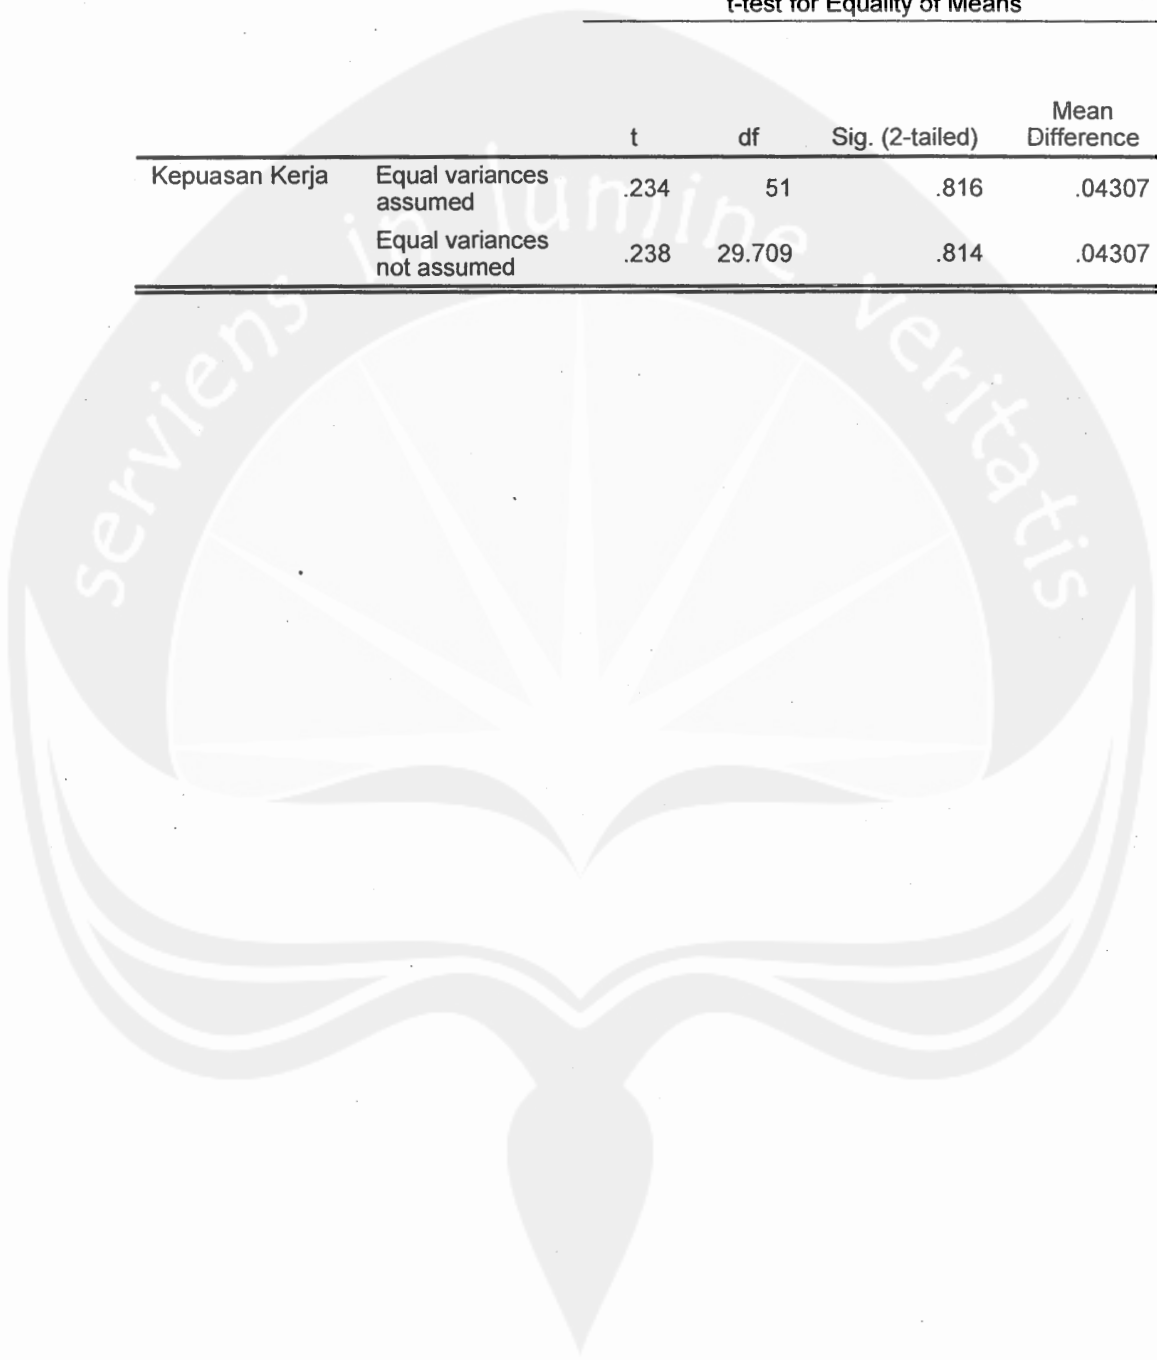 t-test for Equality of Means
Mean
t df Sig. (2-tailed) Difference
Kepuasan Kerja Equal variances assumed .234 51 .816 .04307
Equal variances not assumed .238 29.709 .814 .04307
serviens in lumine veritatis